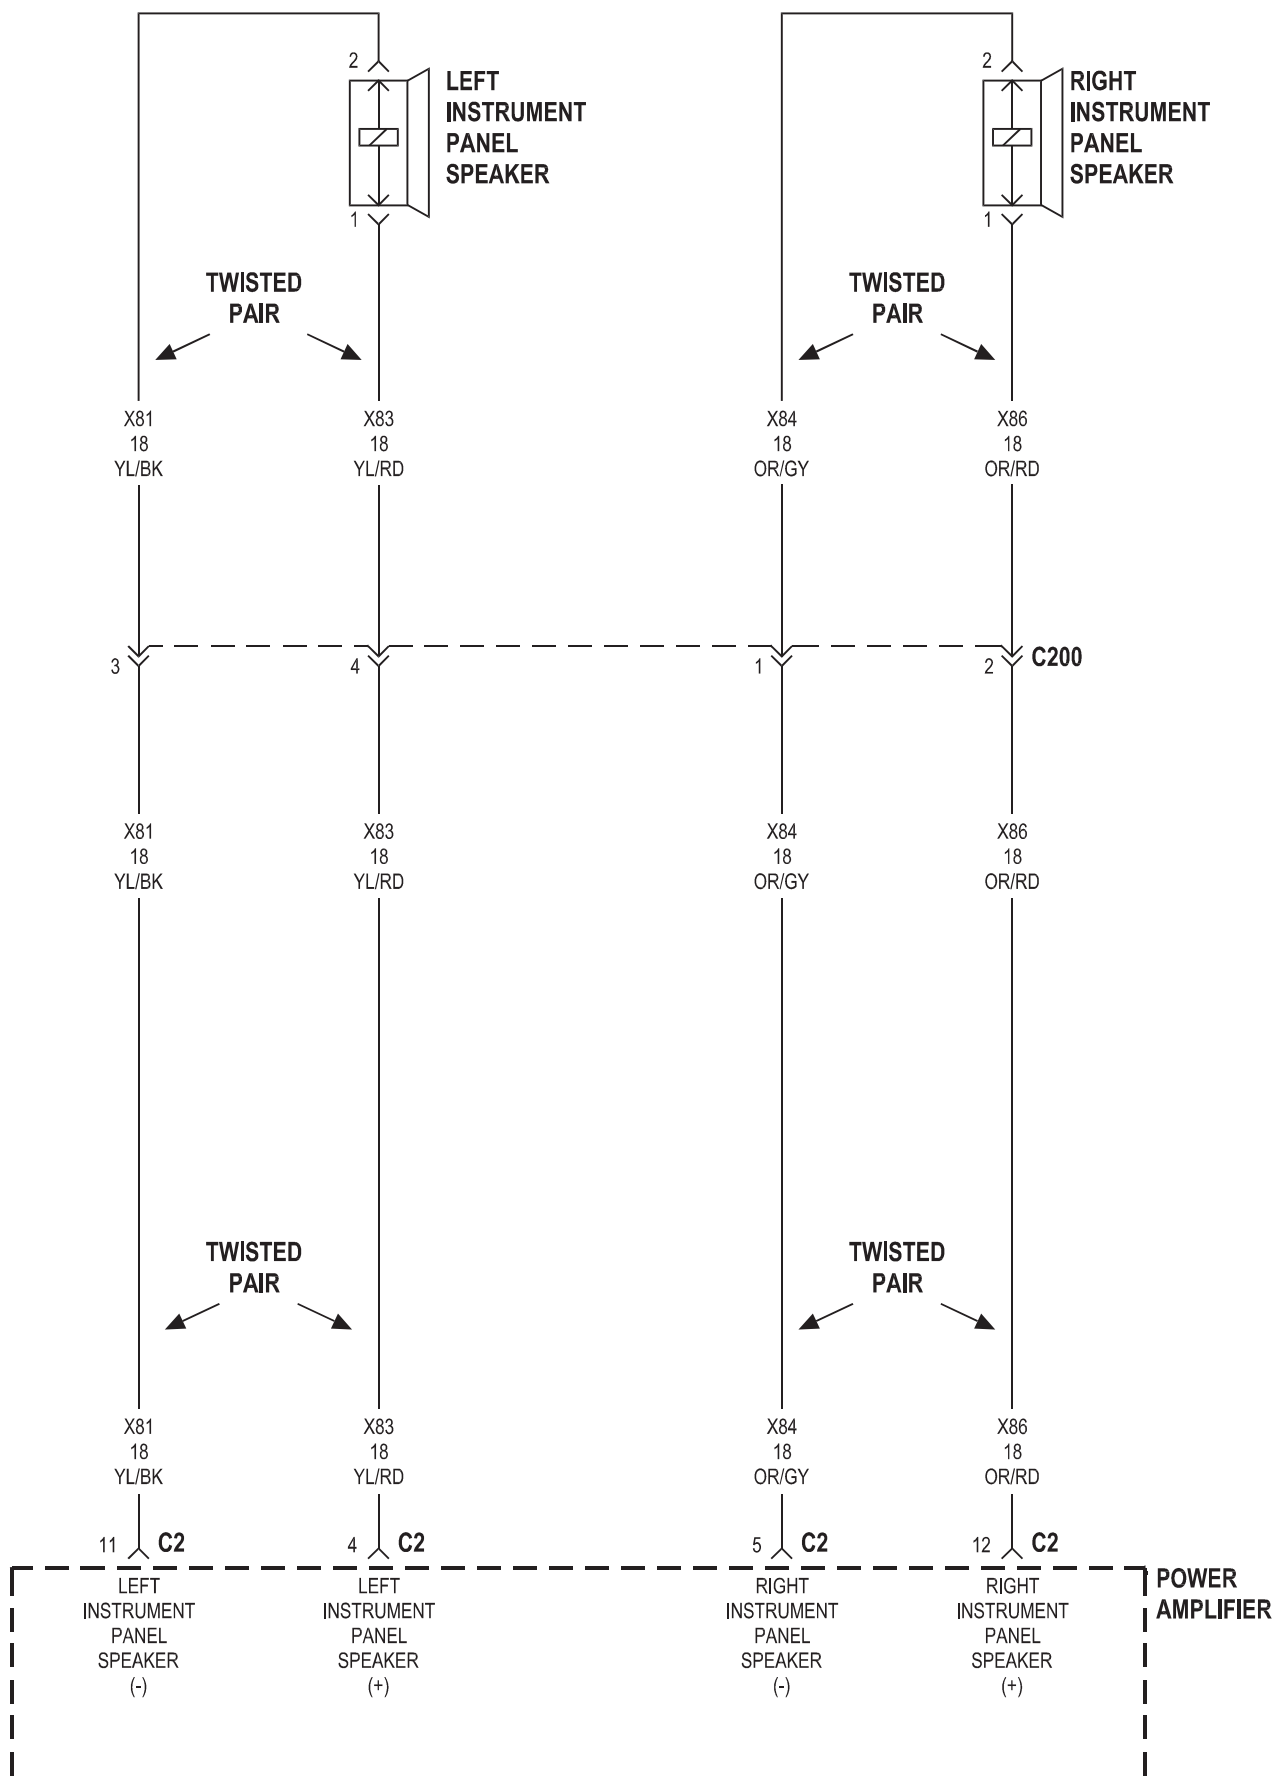 2
LEFT
INSTRUMENT
PANEL
SPEAKER
1
2
RIGHT
INSTRUMENT
PANEL
SPEAKER
1
TWISTED
PAIR
TWISTED
PAIR
X81
18
YL/BK
X83
18
YL/RD
X84
18
OR/GY
X86
18
OR/RD
3
4
1
2
C200
X81
18
YL/BK
X83
18
YL/RD
X84
18
OR/GY
X86
18
OR/RD
TWISTED
PAIR
TWISTED
PAIR
X81
18
YL/BK
X83
18
YL/RD
X84
18
OR/GY
X86
18
OR/RD
11 C2
4 C2
5 C2
12 C2
LEFT
INSTRUMENT
PANEL
SPEAKER
(-)
LEFT
INSTRUMENT
PANEL
SPEAKER
(+)
RIGHT
INSTRUMENT
PANEL
SPEAKER
(-)
RIGHT
INSTRUMENT
PANEL
SPEAKER
(+)
POWER
AMPLIFIER